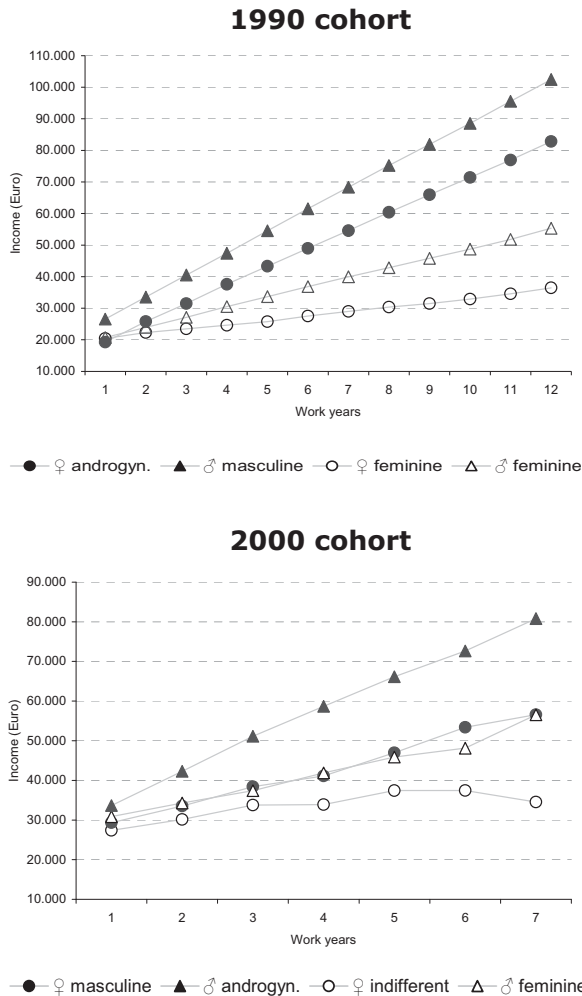 1990 cohort
110.000
100.000
90.000
80.000
70.000
60.000
50.000
40.000
30.000
20.000
10.000
Income (Euro)
1 2 3 4 5 6 7 8 9 10 11 12
Work years
♀ androgyn. ♂ masculine ♀ feminine ♂ feminine
2000 cohort
90.000
80.000
70.000
60.000
50.000
40.000
30.000
20.000
10.000
Income (Euro)
1 2 3 4 5 6 7
Work years
♀ masculine ♂ androgyn. ♀ indifferent ♂ feminine